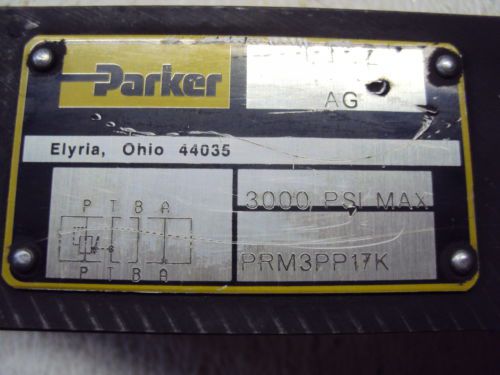 Parker
AG
Elyria, Ohio 44035
P T B A
P T B A
3000 PSI MAX
PRM3PP17K